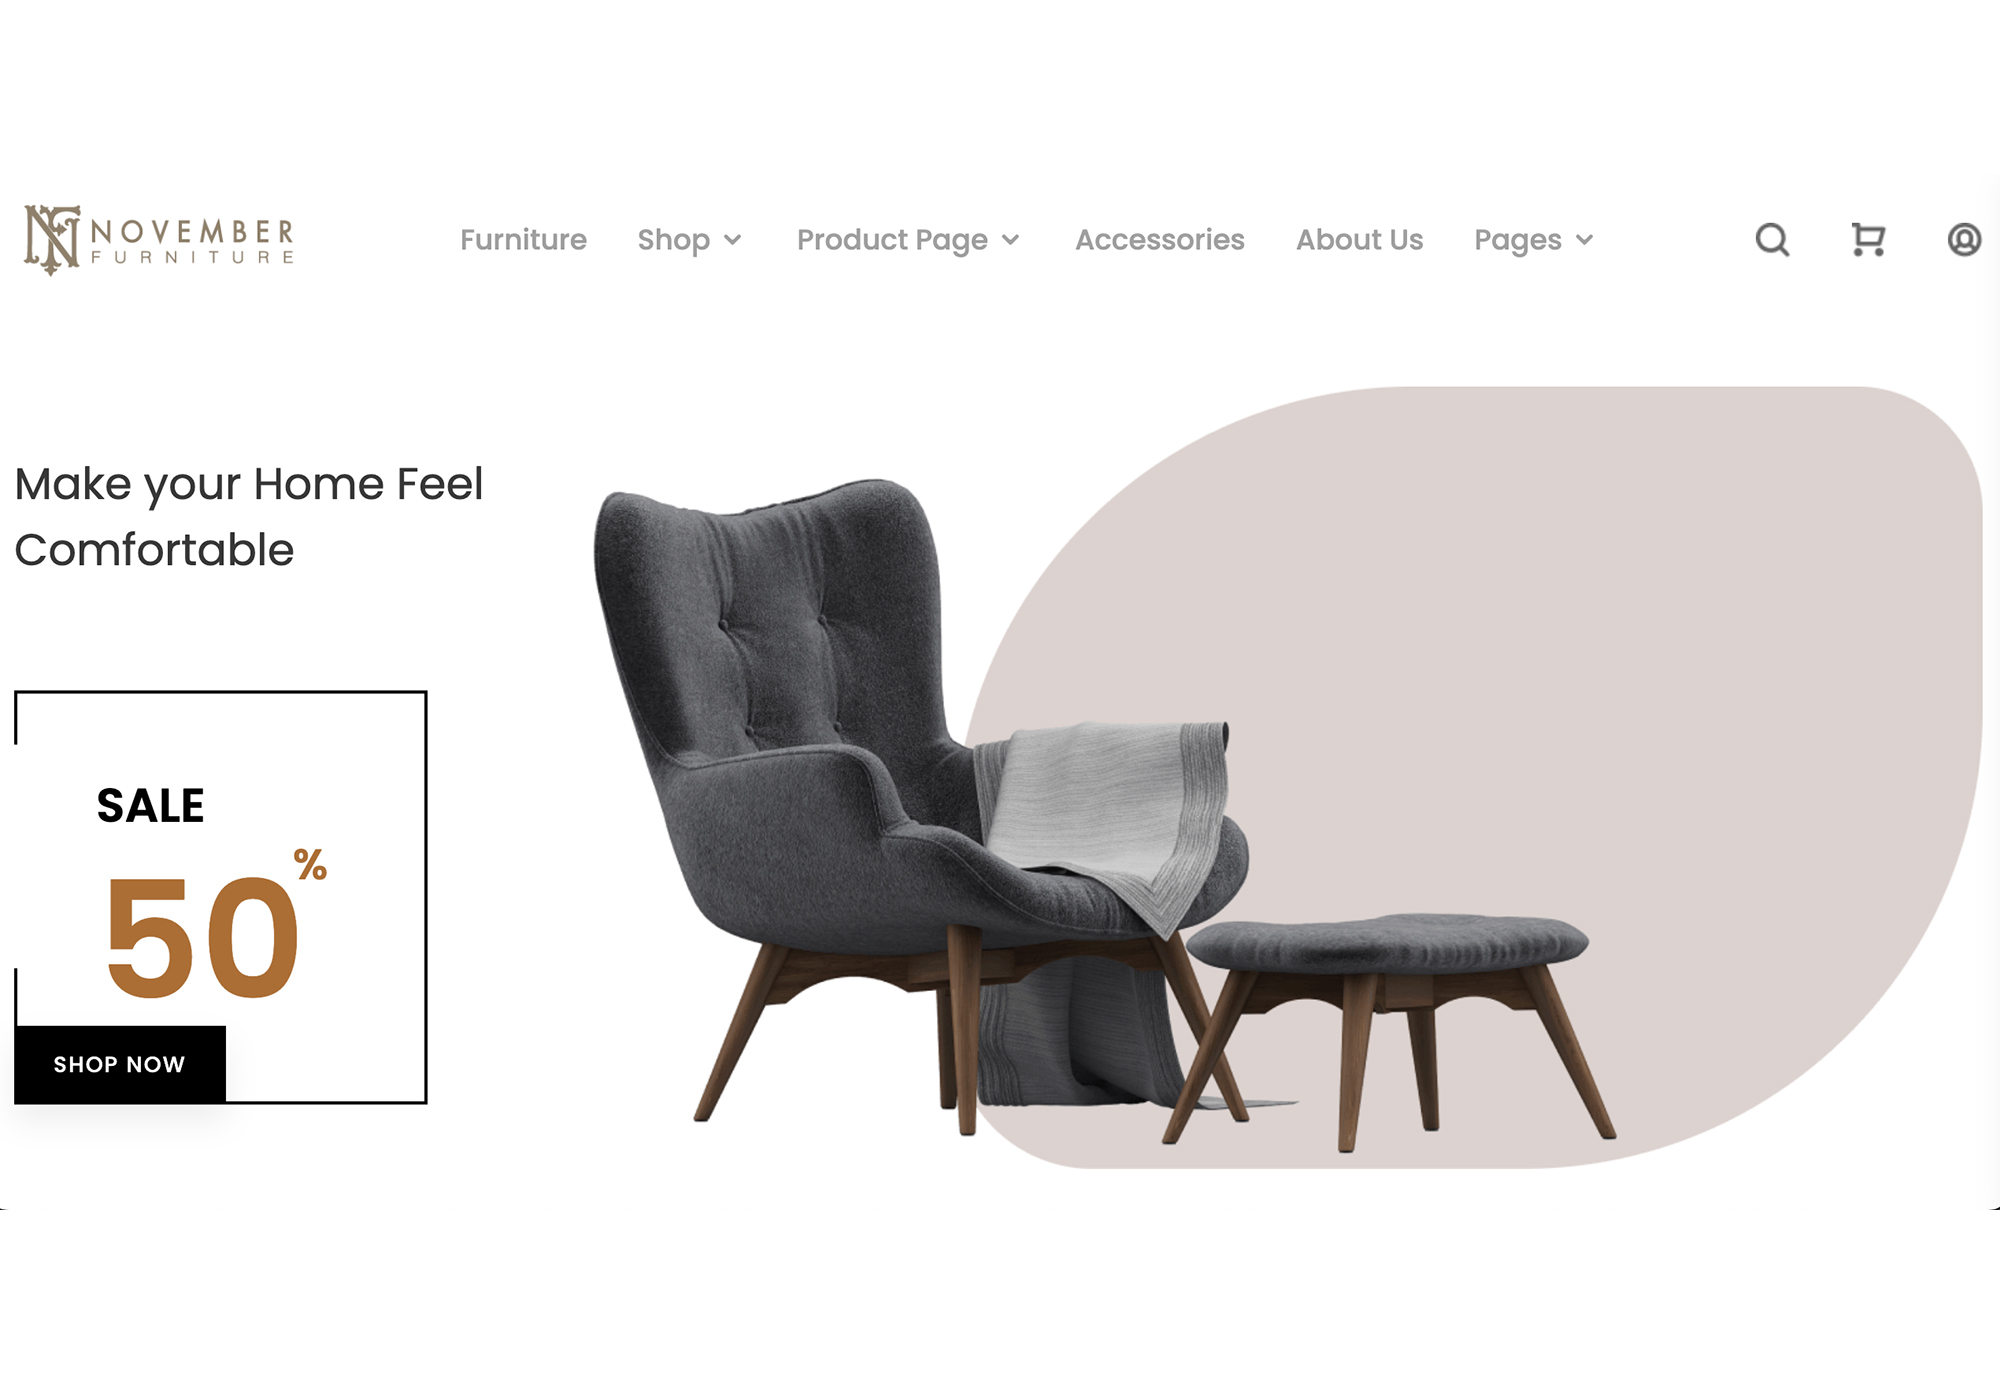 NOVEMBER
FURNITURE
Furniture Shop Product Page Accessories About Us Pages
Make your Home Feel
Comfortable
SALE
50%
SHOP NOW